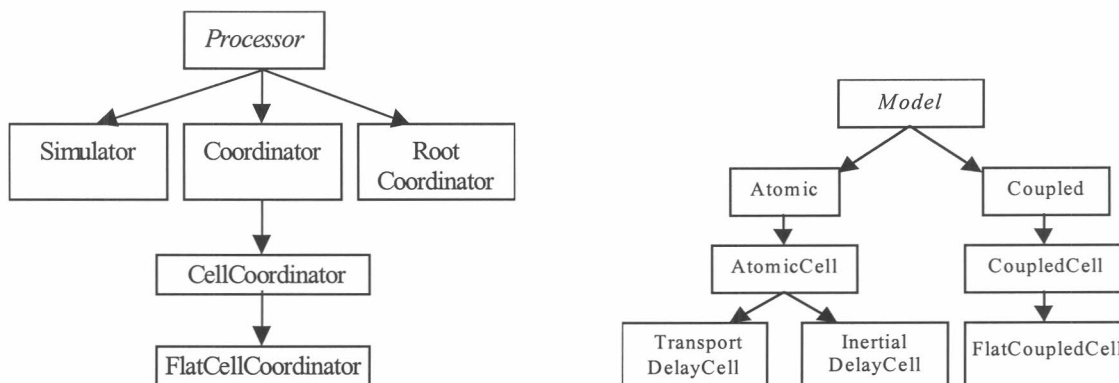 Processor
Simulator
Coordinator
Root
Coordinator
CellCoordinator
FlatCellCoordinator
Model
Atomic
Coupled
AtomicCell
CoupledCell
Transport
DelayCell
Inertial
DelayCell
FlatCoupledCell